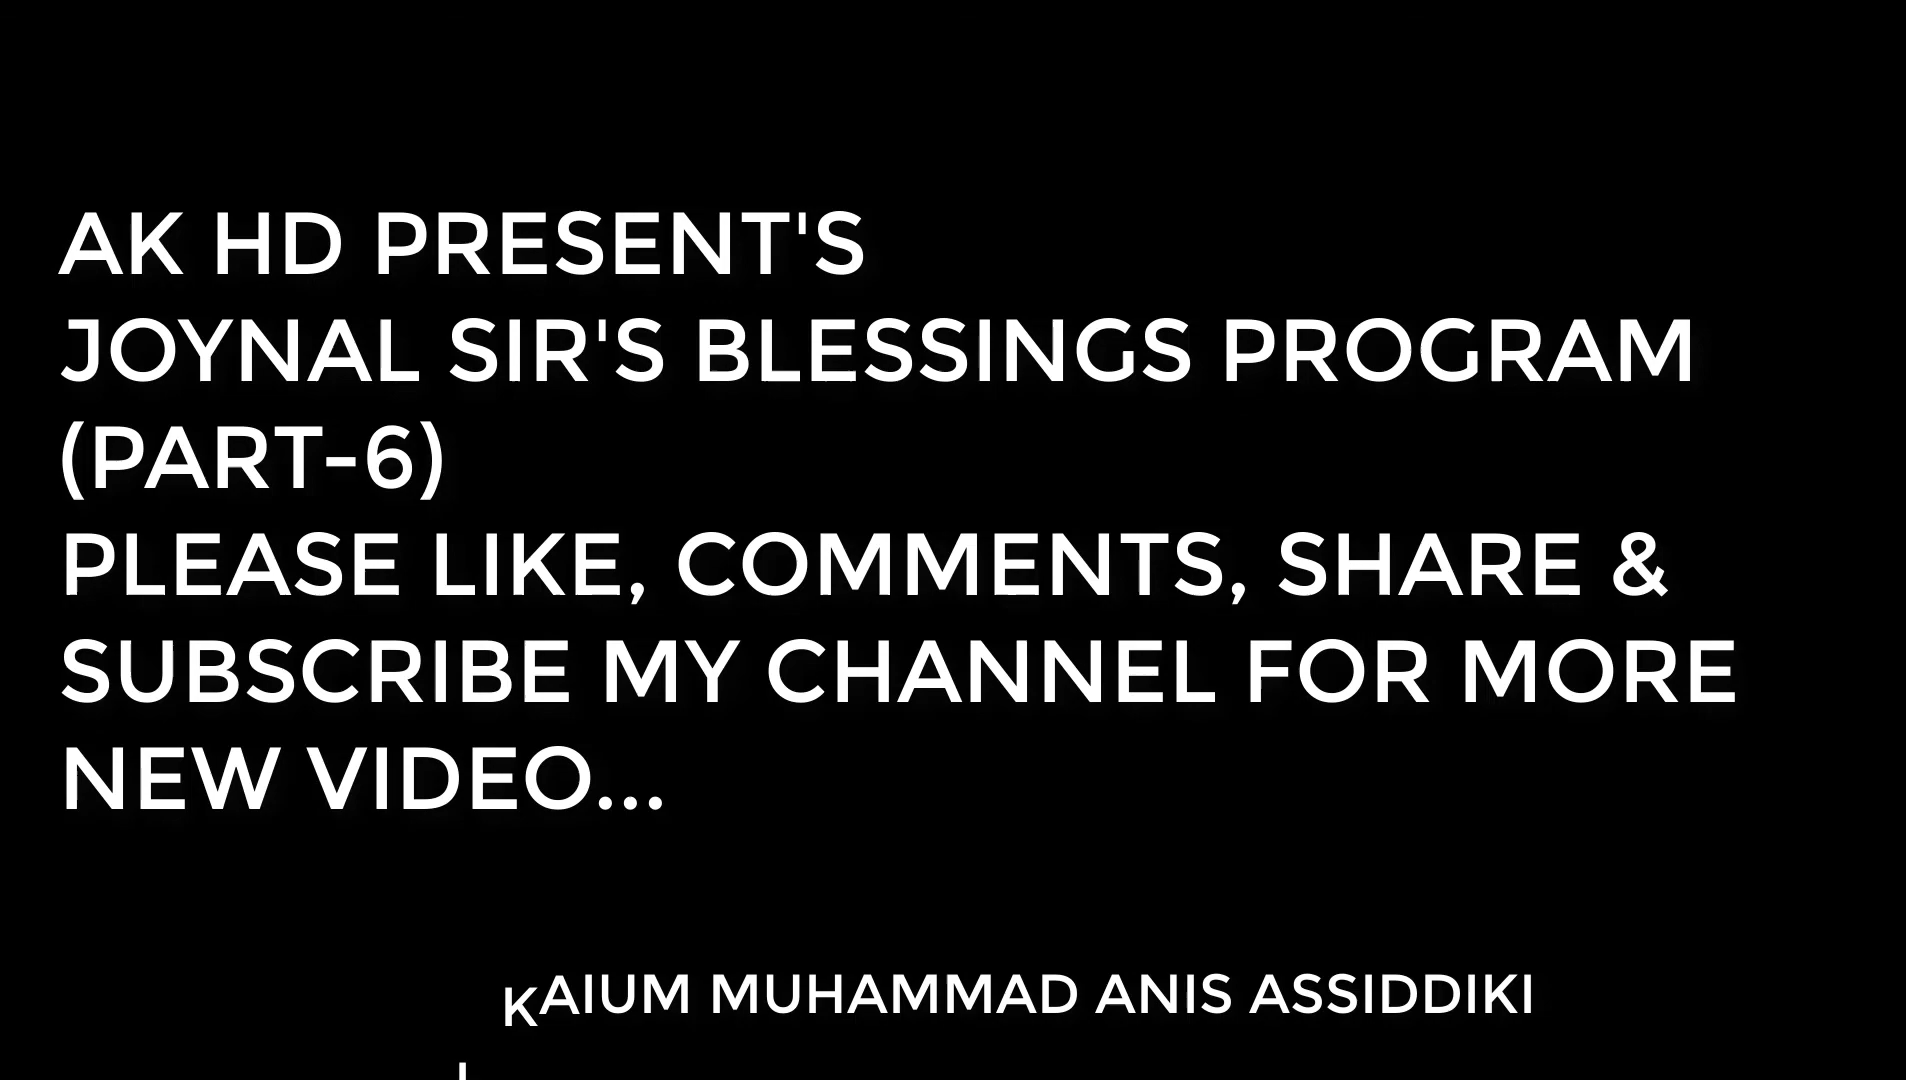 AK HD PRESENT'S
JOYNAL SIR'S BLESSINGS PROGRAM
(PART-6)
PLEASE LIKE, COMMENTS, SHARE &
SUBSCRIBE MY CHANNEL FOR MORE
NEW VIDEO...
KAIUM MUHAMMAD ANIS ASSIDDIKI